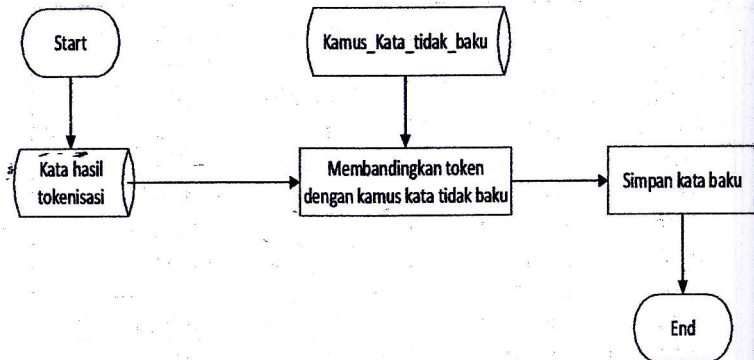 Start
Kamus_Kata_tidak_baku
Kata hasil
tokenisasi
Membandingkan token
dengan kamus kata tidak baku
Simpan kata baku
End